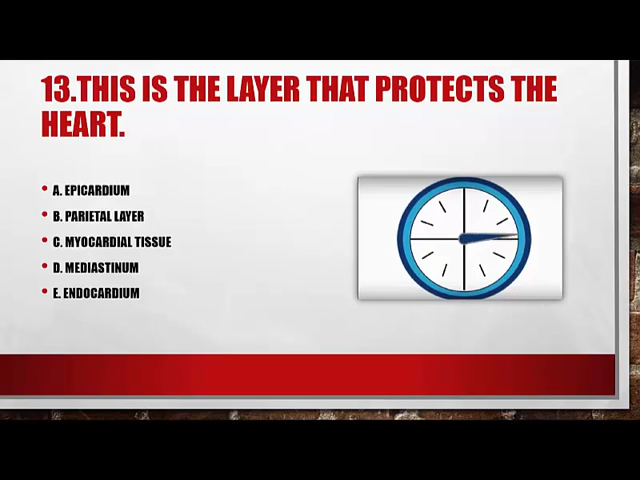 13.THIS IS THE LAYER THAT PROTECTS THE
HEART.
• A. EPICARDIUM
• B. PARIETAL LAYER
• C. MYOCARDIAL TISSUE
• D. MEDIASTINUM
• E. ENDOCARDIUM